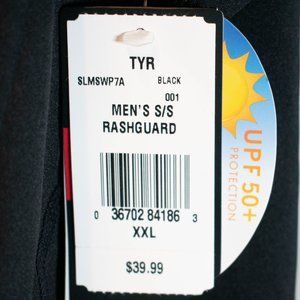 TYR
SLMSWP7A BLACK
001
MEN'S S/S
RASHGUARD
0 36702 84186 3
XXL
$39.99
UPF 50+
PROTECTION